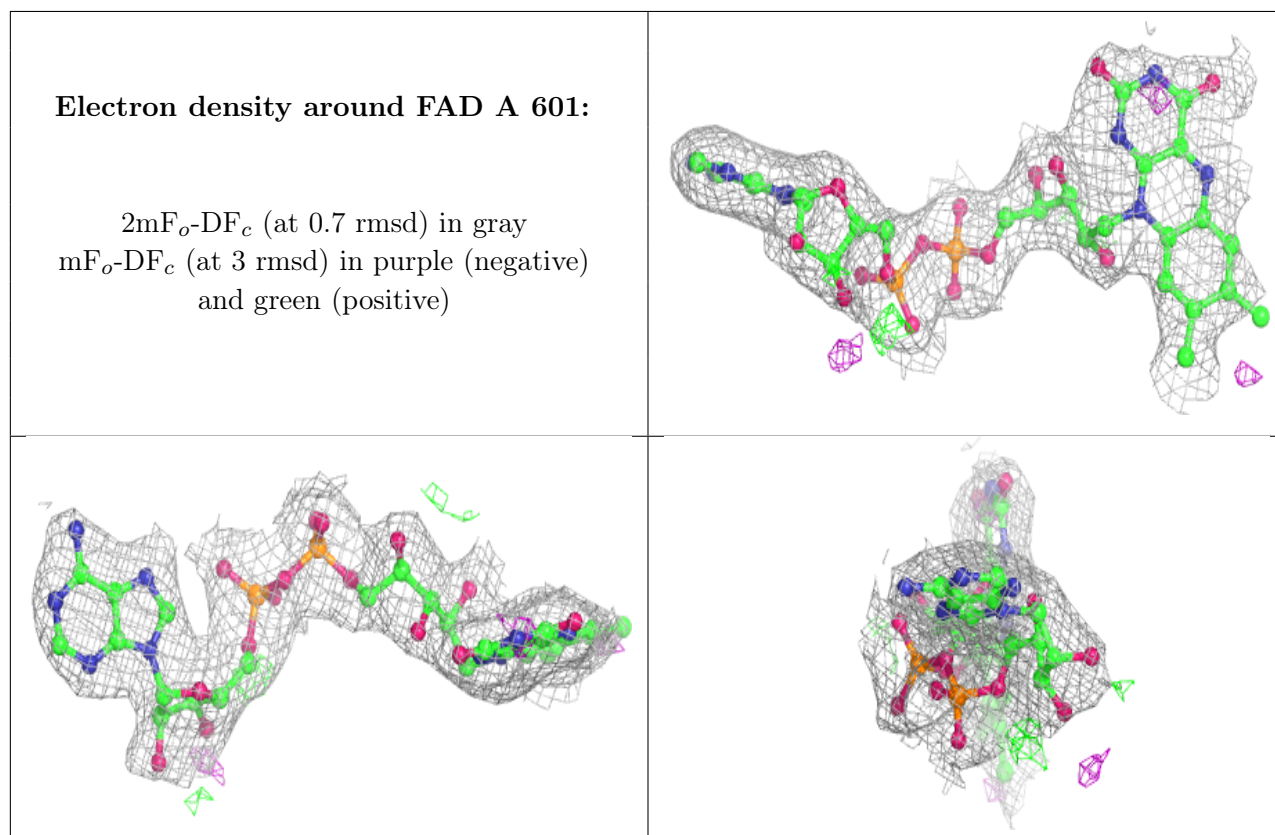 Electron density around FAD A 601:
2mFo-DFc (at 0.7 rmsd) in gray
mFo-DFc (at 3 rmsd) in purple (negative)
and green (positive)